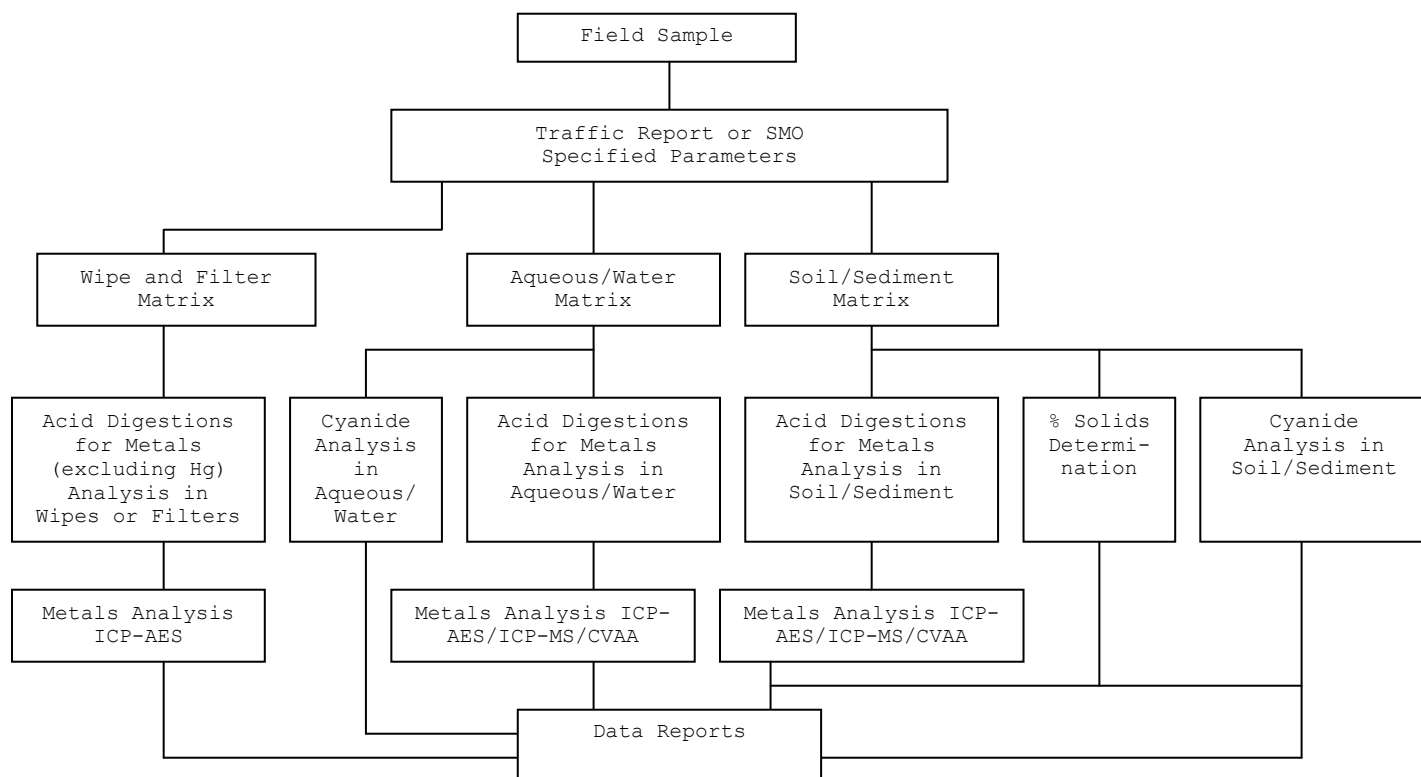 Field Sample
Traffic Report or SMO
Specified Parameters
Wipe and Filter
Matrix
Aqueous/Water
Matrix
Soil/Sediment
Matrix
Acid Digestions
for Metals
(excluding Hg)
Analysis in
Wipes or Filters
Cyanide
Analysis
in
Aqueous/
Water
Acid Digestions
for Metals
Analysis in
Aqueous/Water
Acid Digestions
for Metals
Analysis in
Soil/Sediment
% Solids
Determi-
nation
Cyanide
Analysis in
Soil/Sediment
Metals Analysis
ICP-AES
Metals Analysis ICP-
AES/ICP-MS/CVAA
Metals Analysis ICP-
AES/ICP-MS/CVAA
Data Reports